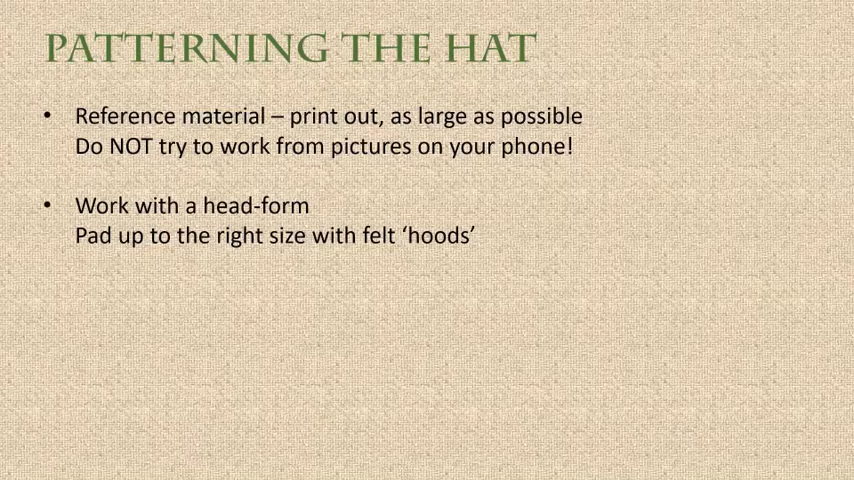 PATTERNING THE HAT
• Reference material – print out, as large as possible
Do NOT try to work from pictures on your phone!
• Work with a head-form
Pad up to the right size with felt ‘hoods’